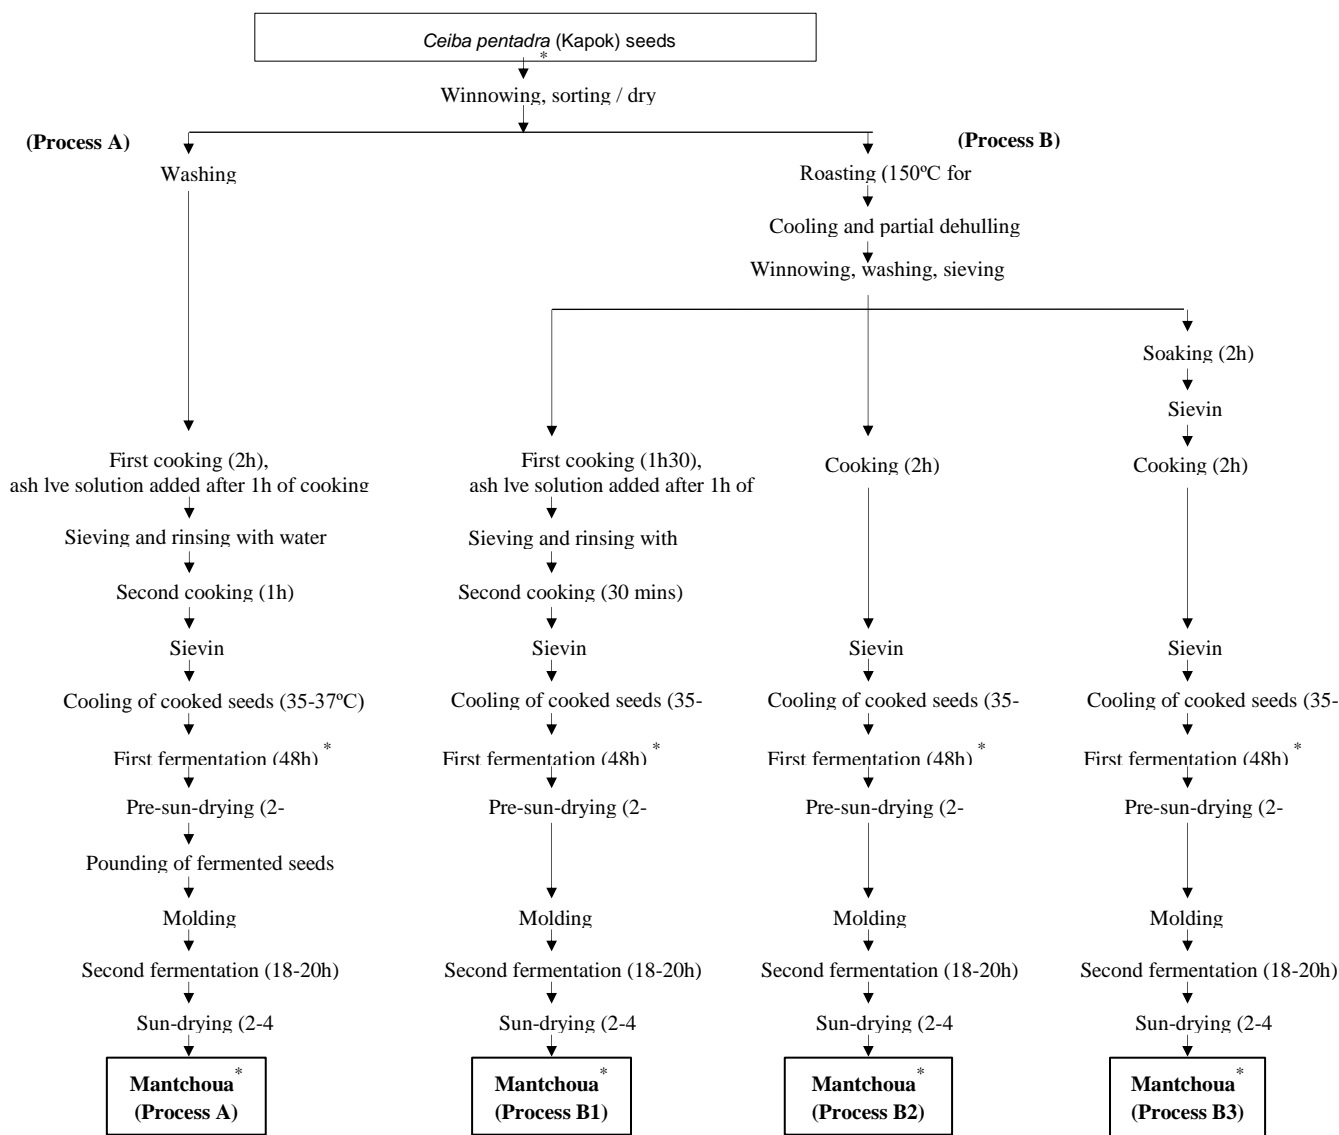 Ceiba pentadra (Kapok) seeds
*
Winnowing, sorting / dry
(Process A)
(Process B)
Washing
Roasting (150ºC for
Cooling and partial dehulling
Winnowing, washing, sieving
Soaking (2h)
Sievin
First cooking (2h),
ash lve solution added after 1h of cooking
First cooking (1h30),
ash lve solution added after 1h of
Cooking (2h)
Cooking (2h)
Sieving and rinsing with water
Sieving and rinsing with
Second cooking (1h)
Second cooking (30 mins)
Sievin
Sievin
Sievin
Sievin
Cooling of cooked seeds (35-37ºC)
Cooling of cooked seeds (35-
Cooling of cooked seeds (35-
Cooling of cooked seeds (35-
First fermentation (48h) *
First fermentation (48h) *
First fermentation (48h) *
First fermentation (48h) *
Pre-sun-drying (2-
Pre-sun-drying (2-
Pre-sun-drying (2-
Pre-sun-drying (2-
Pounding of fermented seeds
Molding
Molding
Molding
Molding
Second fermentation (18-20h)
Second fermentation (18-20h)
Second fermentation (18-20h)
Second fermentation (18-20h)
Sun-drying (2-4
Sun-drying (2-4
Sun-drying (2-4
Sun-drying (2-4
Mantchoua *
(Process A)
Mantchoua *
(Process B1)
Mantchoua *
(Process B2)
Mantchoua *
(Process B3)